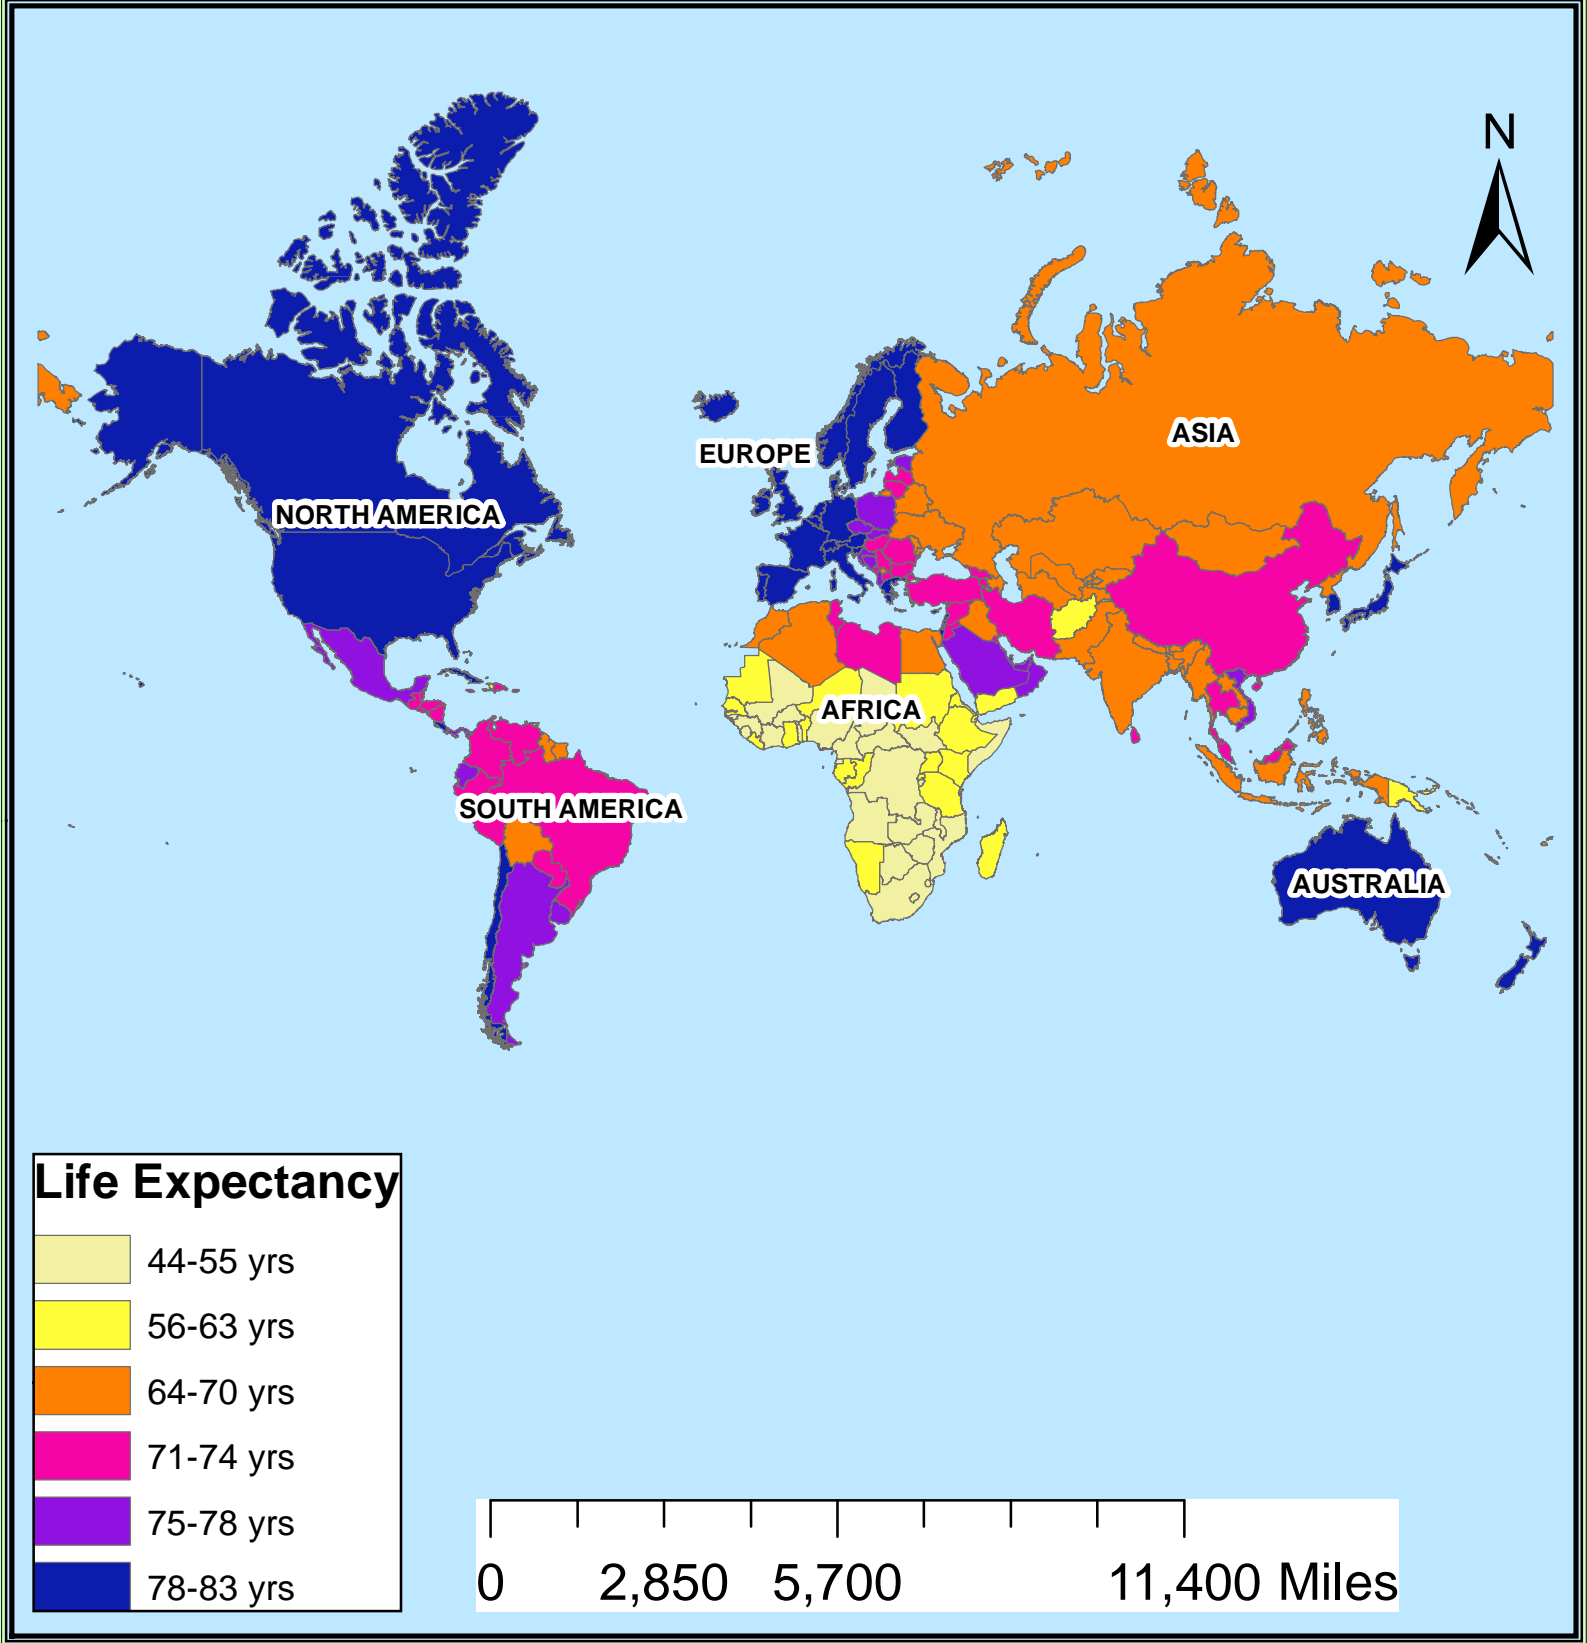 N
ASIA
EUROPE
NORTH AMERICA
AFRICA
SOUTH AMERICA
AUSTRALIA
Life Expectancy
44-55 yrs
56-63 yrs
64-70 yrs
71-74 yrs
75-78 yrs
78-83 yrs
0 2,850 5,700 11,400 Miles